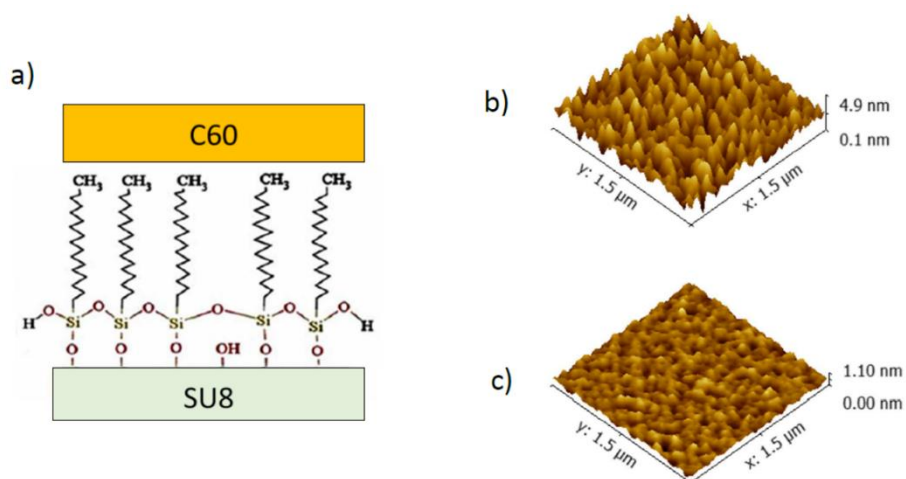 a)
C60
CH₃ CH₃ CH₃ CH₃ CH₃
H O Si O Si O Si O Si O Si O H
O O O OH O O
SU8
b)
4.9 nm
0.1 nm
y: 1.5 µm
x: 1.5 µm
c)
1.10 nm
0.00 nm
y: 1.5 µm
x: 1.5 µm